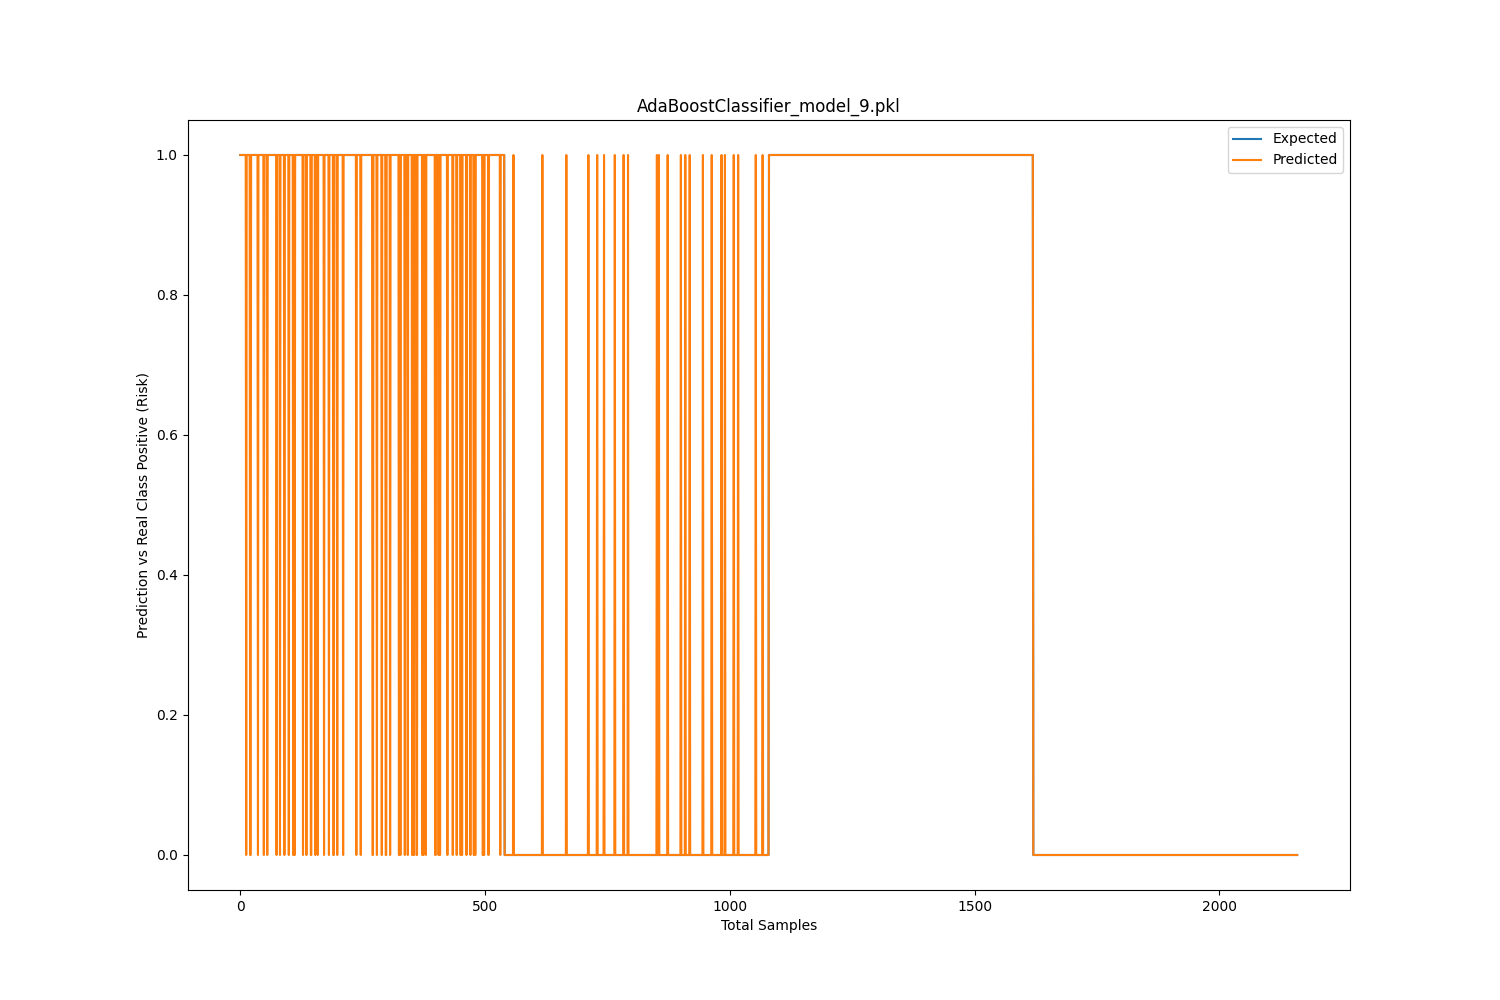 AdaBoostClassifier_model_9.pkl
Expected
Predicted
1.0
0.8
0.6
0.4
0.2
0.0
Prediction vs Real Class Positive (Risk)
0 500 1000 1500 2000
Total Samples